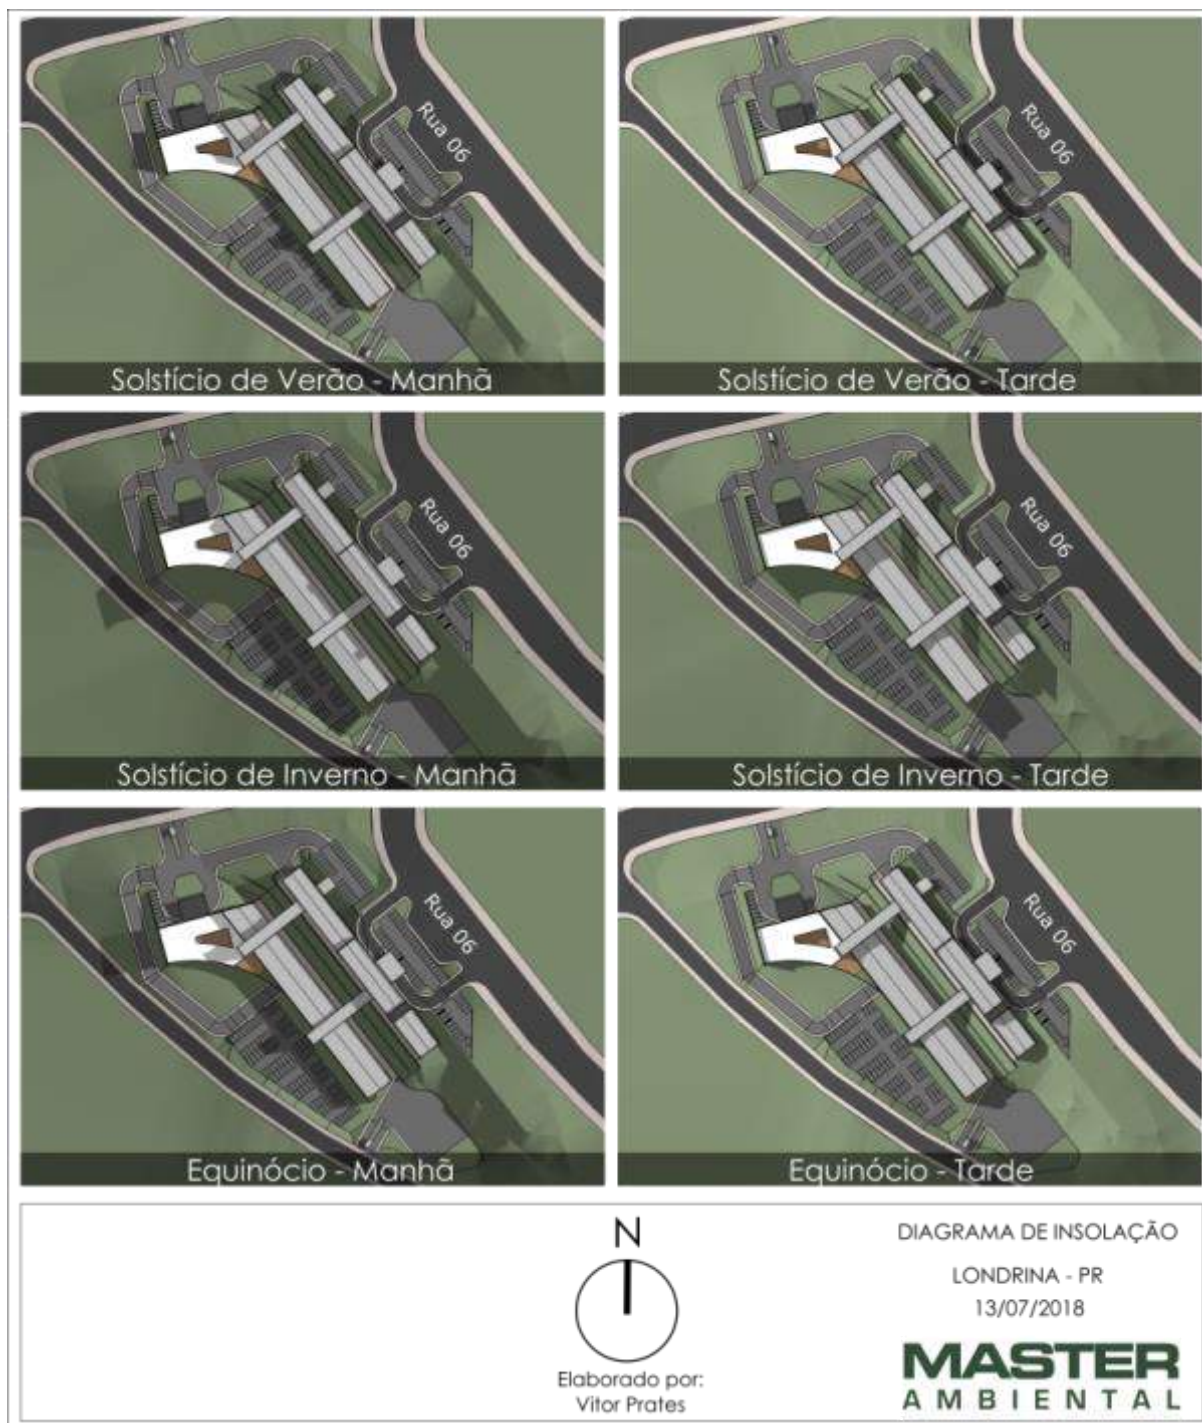 Rua 06
Rua 06
Solstício de Verão - Manhã
Solstício de Verão - Tarde
Rua 06
Rua 06
Solstício de Inverno - Manhã
Solstício de Inverno - Tarde
Rua 06
Rua 06
Equinócio - Manhã
Equinócio - Tarde
N
Elaborado por:
Vitor Prates
DIAGRAMA DE INSOLAÇÃO
LONDRINA - PR
13/07/2018
MASTER
AMBIENTAL